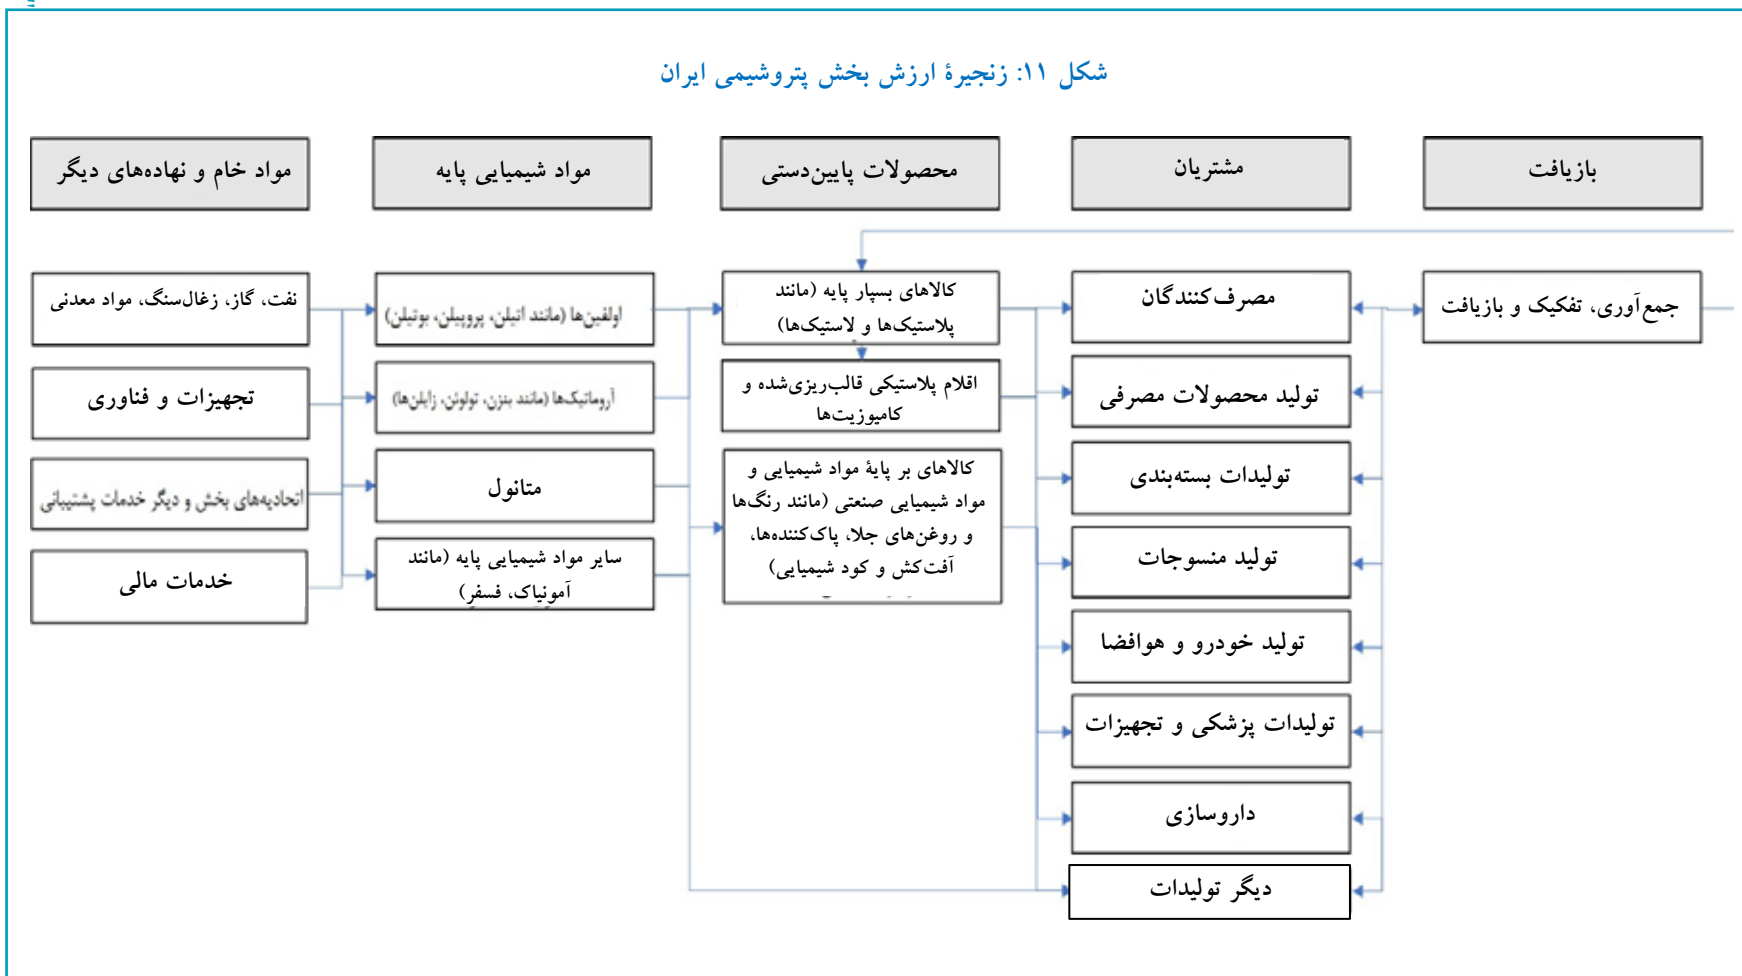 شکل ۱۱: زنجیرهٔ ارزش بخش پتروشیمی ایران
مواد خام و نهاده‌های دیگر
مواد شیمیایی پایه
محصولات پایین‌دستی
مشتریان
بازیافت
نفت، گاز، زغال‌سنگ، مواد معدنی
تجهیزات و فناوری
اتحادیه‌های بخش و دیگر خدمات پشتیبانی
خدمات مالی
اولفین‌ها (مانند اتیلن، پروپیلن، بوتیلن)
آروماتیک‌ها (مانند بنزن، تولوئن، زایلن‌ها)
متانول
سایر مواد شیمیایی پایه (مانند
آمونیاک، فسفر)
کالاهای بسپار پایه (مانند
پلاستیک‌ها و لاستیک‌ها)
اقلام پلاستیکی قالب‌ریزی‌شده و
کامپوزیت‌ها
کالاهای بر پایهٔ مواد شیمیایی و
مواد شیمیایی صنعتی (مانند رنگ‌ها
و روغن‌های جلا، پاک‌کننده‌ها،
آفت‌کش و کود شیمیایی)
مصرف‌کنندگان
تولید محصولات مصرفی
تولیدات بسته‌بندی
تولید منسوجات
تولید خودرو و هوافضا
تولیدات پزشکی و تجهیزات
داروسازی
دیگر تولیدات
جمع‌آوری، تفکیک و بازیافت